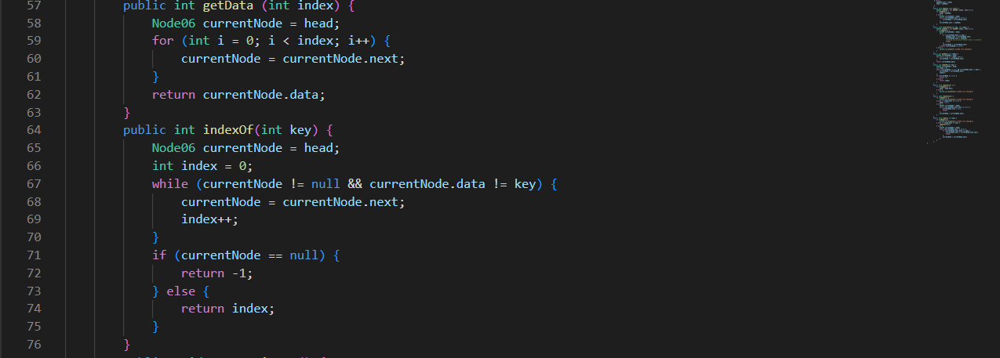 57 public int getData (int index) {
58 Node06 currentNode = head;
59 for (int i = 0; i < index; i++) {
60 currentNode = currentNode.next;
61 }
62 return currentNode.data;
63 }
64 public int indexOf(int key) {
65 Node06 currentNode = head;
66 int index = 0;
67 while (currentNode != null && currentNode.data != key) {
68 currentNode = currentNode.next;
69 index++;
70 }
71 if (currentNode == null) {
72 return -1;
73 } else {
74 return index;
75 }
76 }